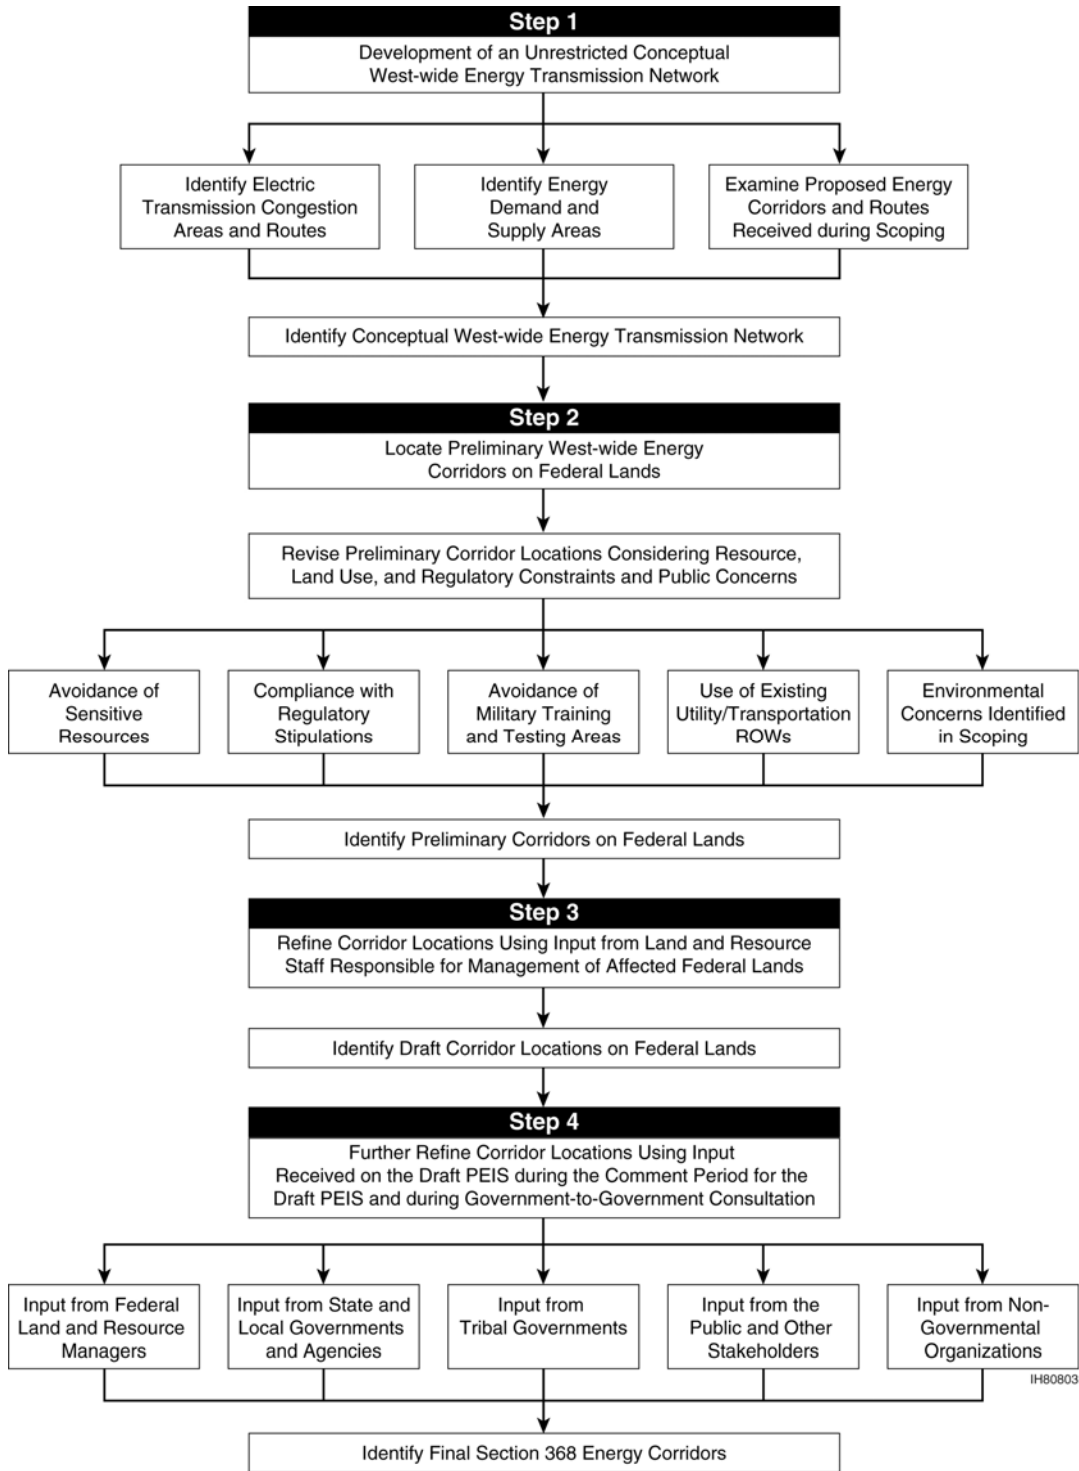 Step 1
Development of an Unrestricted Conceptual
West-wide Energy Transmission Network
Identify Electric
Transmission Congestion
Areas and Routes
Identify Energy
Demand and
Supply Areas
Examine Proposed Energy
Corridors and Routes
Received during Scoping
Identify Conceptual West-wide Energy Transmission Network
Step 2
Locate Preliminary West-wide Energy
Corridors on Federal Lands
Revise Preliminary Corridor Locations Considering Resource,
Land Use, and Regulatory Constraints and Public Concerns
Avoidance of
Sensitive
Resources
Compliance with
Regulatory
Stipulations
Avoidance of
Military Training
and Testing Areas
Use of Existing
Utility/Transportation
ROWs
Environmental
Concerns Identified
in Scoping
Identify Preliminary Corridors on Federal Lands
Step 3
Refine Corridor Locations Using Input from Land and Resource
Staff Responsible for Management of Affected Federal Lands
Identify Draft Corridor Locations on Federal Lands
Step 4
Further Refine Corridor Locations Using Input
Received on the Draft PEIS during the Comment Period for the
Draft PEIS and during Government-to-Government Consultation
Input from Federal
Land and Resource
Managers
Input from State and
Local Governments
and Agencies
Input from
Tribal Governments
Input from the
Public and Other
Stakeholders
Input from Non-
Governmental
Organizations
IH80803
Identify Final Section 368 Energy Corridors